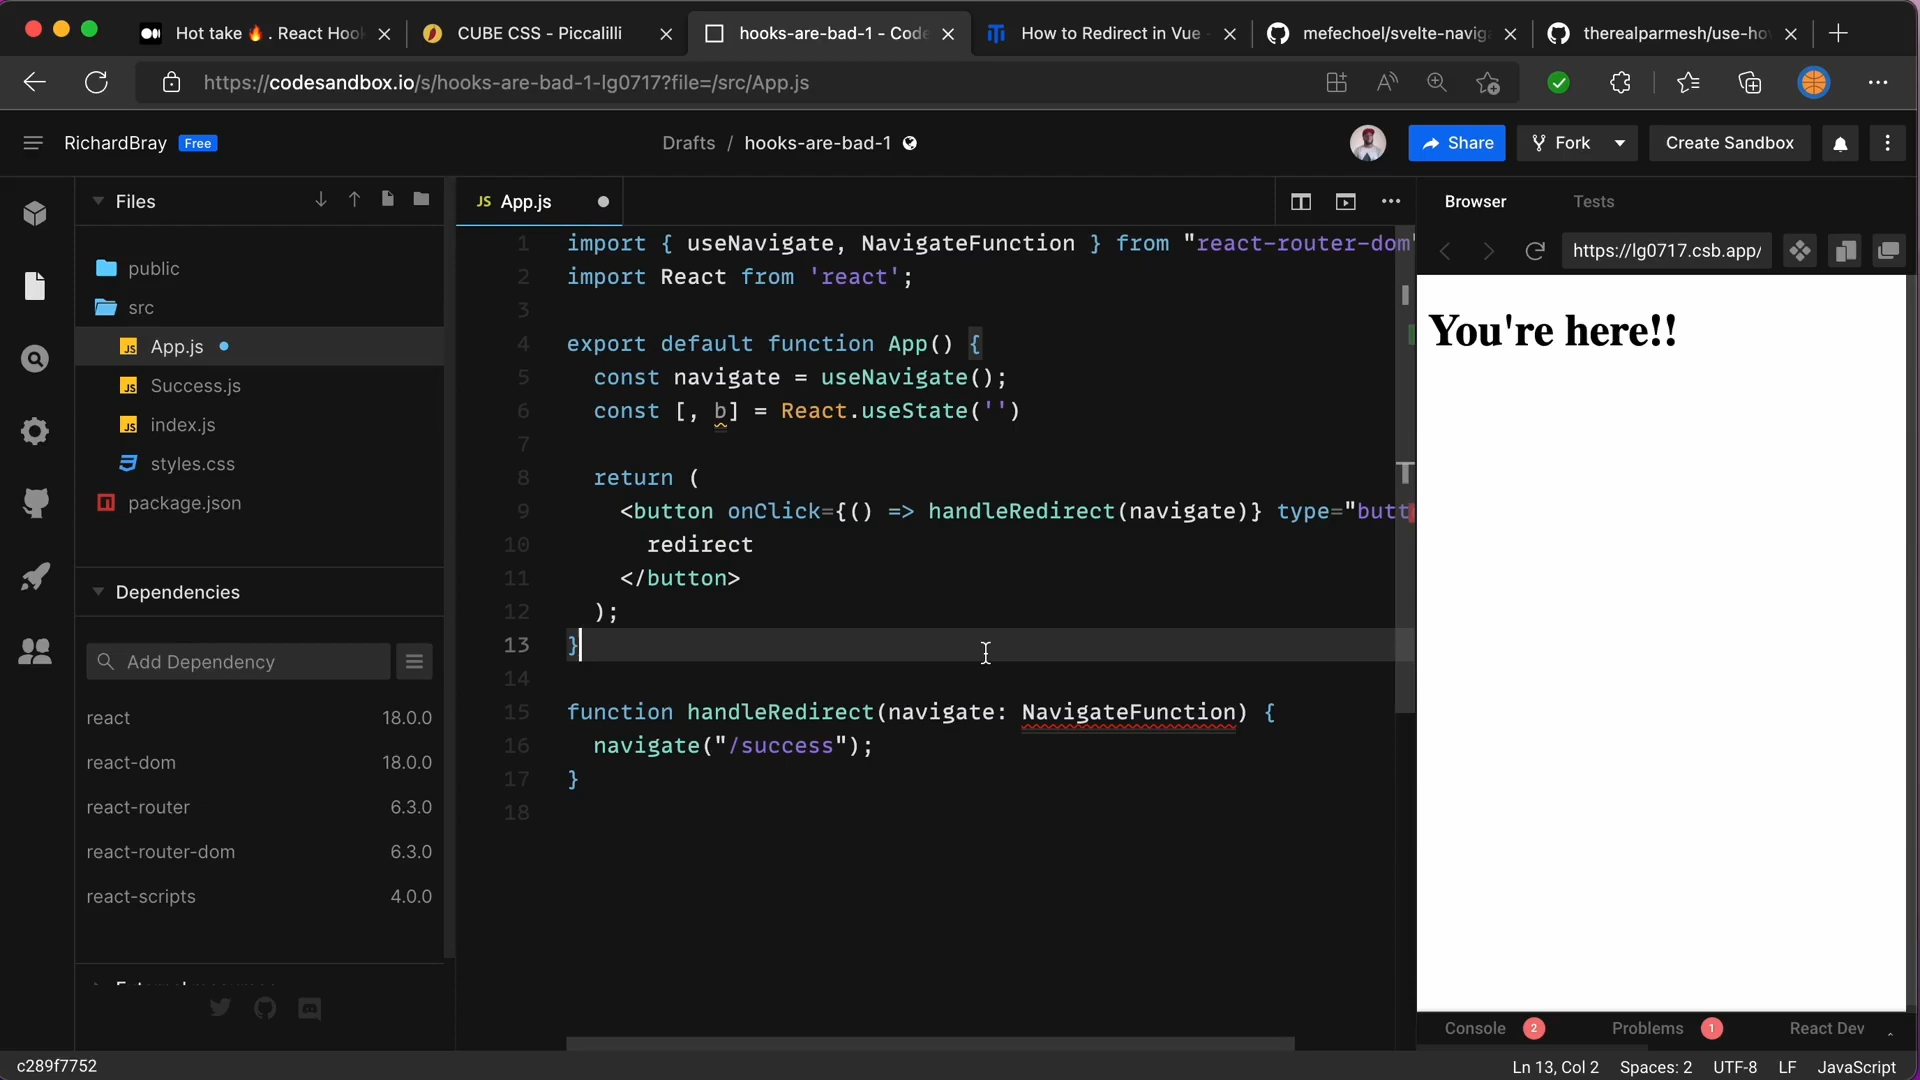 Hot take 🔥 . React Hook
CUBE CSS - Piccalilli
hooks-are-bad-1 - Code
How to Redirect in Vue
mefechoel/svelte-navig
therealparmesh/use-ho
https://codesandbox.io/s/hooks-are-bad-1-lg0717?file=/src/App.js
RichardBray Free
Drafts / hooks-are-bad-1
Share
Fork
Create Sandbox
Files
public
src
JS App.js
JS Success.js
JS index.js
styles.css
package.json
Dependencies
Add Dependency
react 18.0.0
react-dom 18.0.0
react-router 6.3.0
react-router-dom 6.3.0
react-scripts 4.0.0
c289f7752
JS App.js
1 import { useNavigate, NavigateFunction } from "react-router-dom"
2 import React from 'react';
3
4 export default function App() {
5 const navigate = useNavigate();
6 const [, b] = React.useState('')
7
8 return (
9 <button onClick={() => handleRedirect(navigate)} type="butt
10 redirect
11 </button>
12 );
13 }
14
15 function handleRedirect(navigate: NavigateFunction) {
16 navigate("/success");
17 }
18
Browser Tests
https://lg0717.csb.app/
You're here!!
Console 2 Problems 1 React Dev
Ln 13, Col 2 Spaces: 2 UTF-8 LF JavaScript